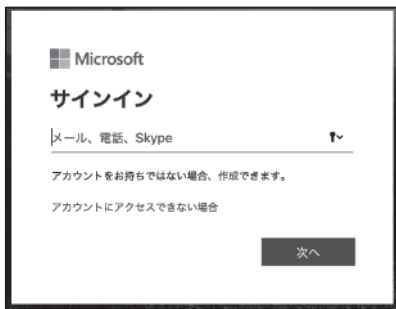 Microsoft
サインイン
メール、電話、Skype
アカウントをお持ちではない場合、作成できます。
アカウントにアクセスできない場合
次へ